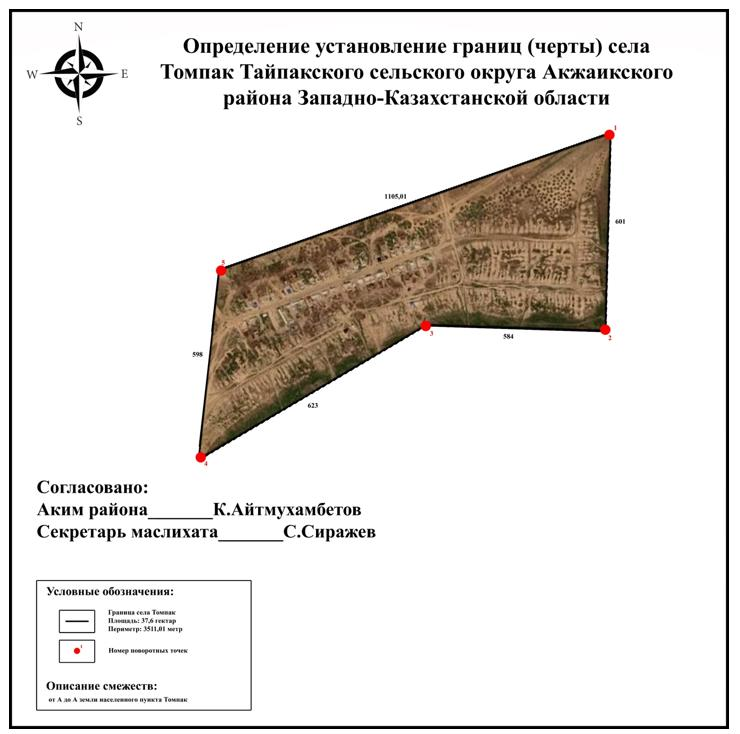 N
W E
S
Определение установление границ (черты) села
Томпак Тайпакского сельского округа Акжаикского
района Западно-Казахстанской области
1
1105,01
601
5
3
2
584
598
623
4
Согласовано:
Аким района_______К.Айтмухамбетов
Секретарь маслихата_______С.Сиражев
Условные обозначения:
Граница села Томпак
Площадь: 37,6 гектар
Периметр: 3511,01 метр
1
Номер поворотных точек
Описание смежеств:
от А до А земли населенного пункта Томпак